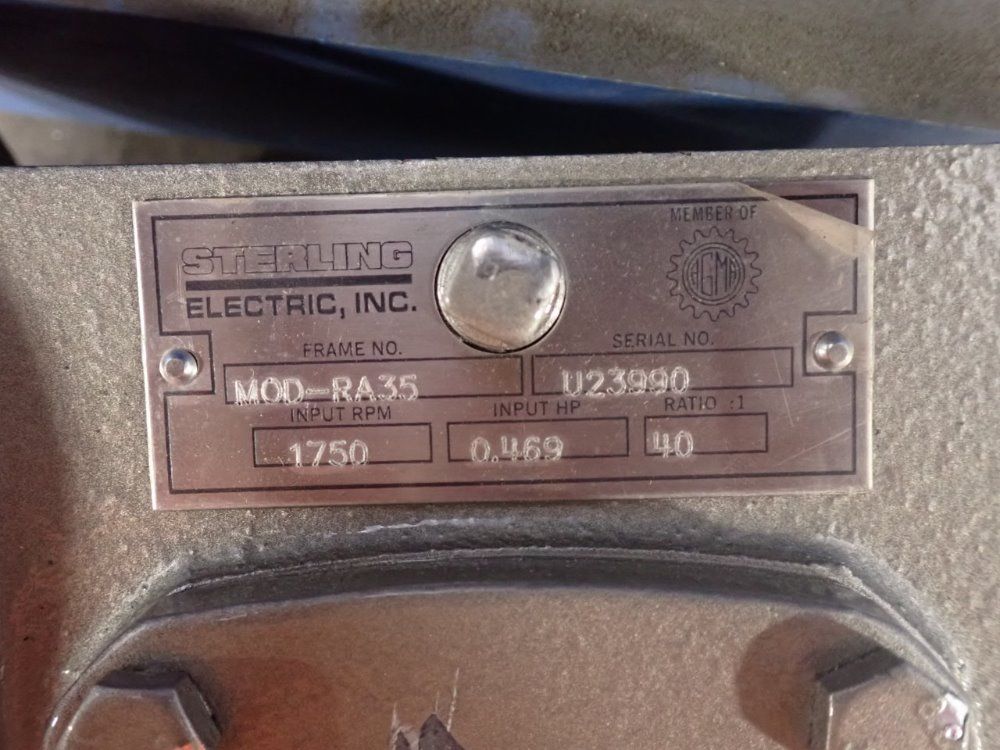 MEMBER OF
AGMA
STERLING
ELECTRIC, INC.
FRAME NO. SERIAL NO.
MOD-RA35 U23990
INPUT RPM INPUT HP RATIO :1
1750 0.469 40